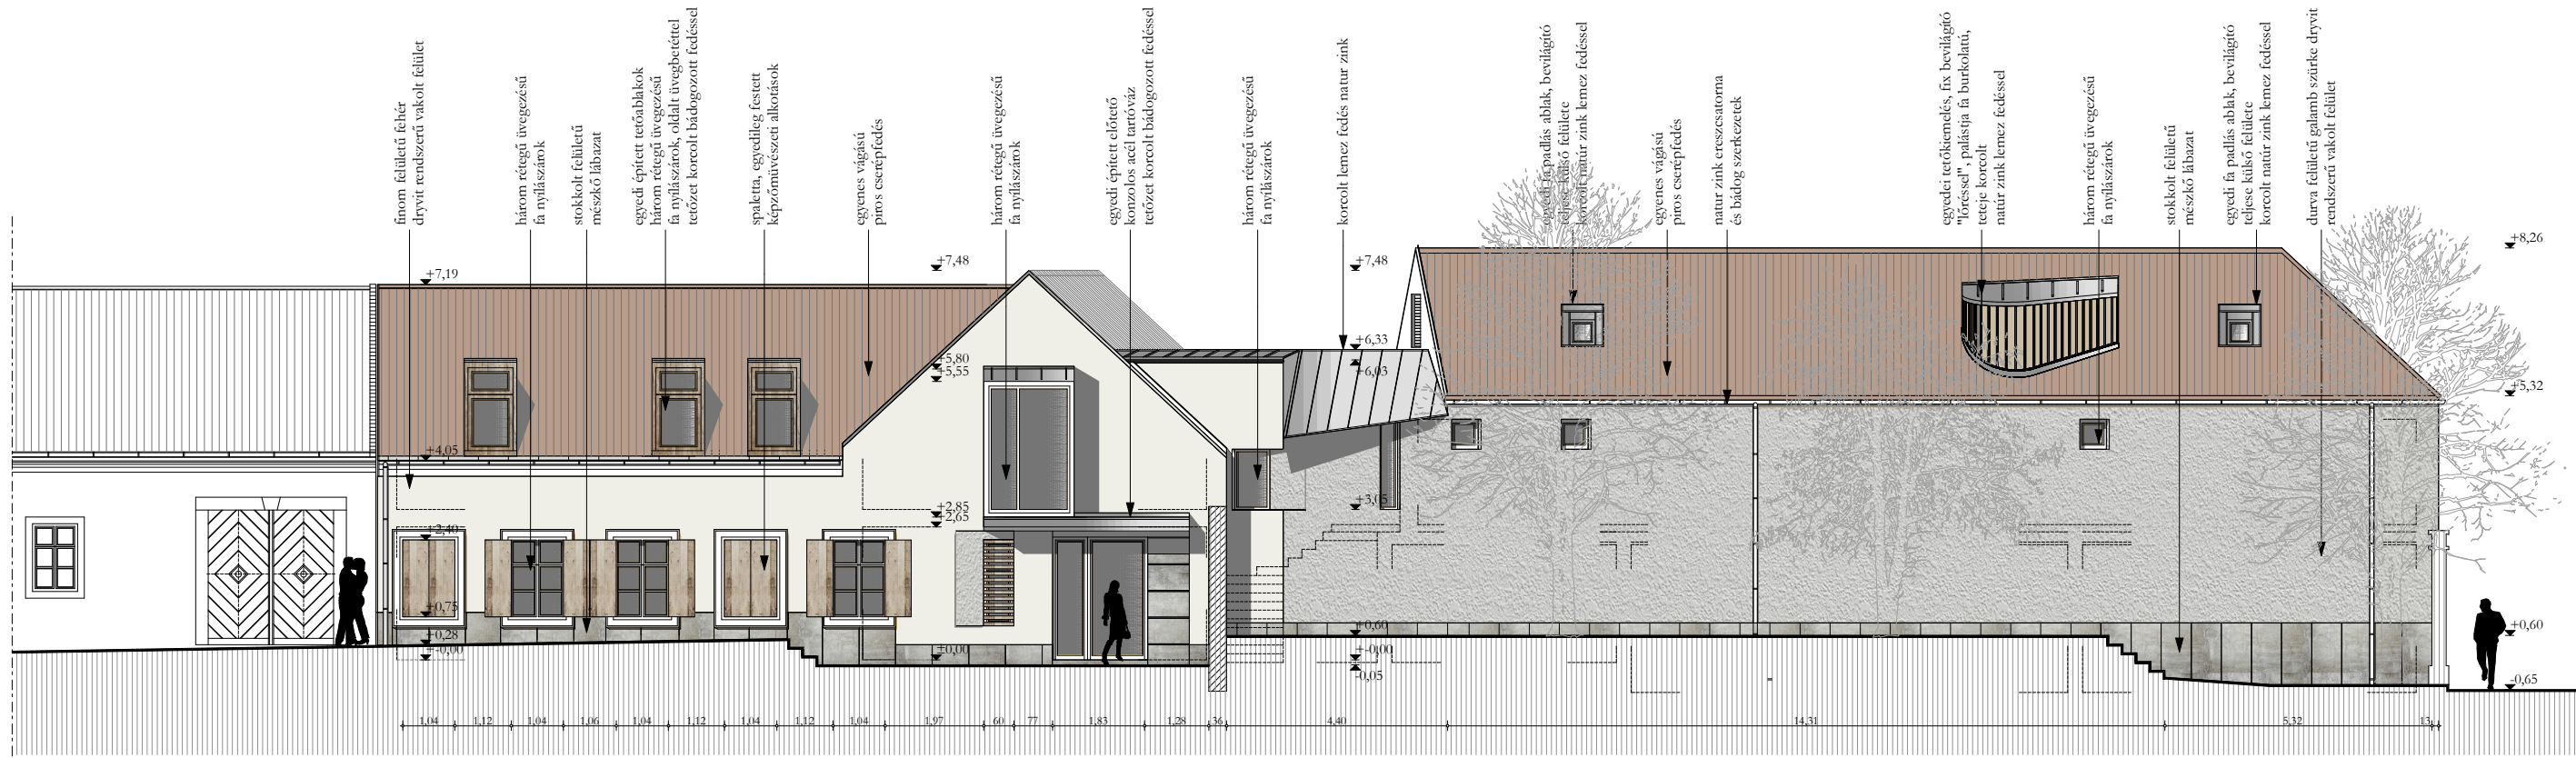 finom felületű fehér
dryvit rendszerű vakolt felület
három rétegű üvegezésű
fa nyílászárok
stokkolt felületű
mészkő lábazat
egyedi épített tetőablakok
három rétegű üvegezésű
fa nyílászárok, oldalt üvegbetéttel
tetőzet korcolt bádogozott fedéssel
spaletta, egyedileg festett
képzőművészeti alkotások
egyenes vágású
piros cserépfedés
három rétegű üvegezésű
fa nyílászárok
egyedi épített előtető
konzolos acél tartóváz
tetőzet korcolt bádogozott fedéssel
három rétegű üvegezésű
fa nyílászárok
korcolt lemez fedés natur zink
egyedi fa padlás ablak, bevilágító
teljese külső felülete
korcolt natúr zink lemez fedéssel
egyenes vágású
piros cserépfedés
natur zink ereszcsatorna
és bádog szerkezetek
egyedei tetőkiemelés, fix bevilágító
"lőréssel", palástja fa burkolatú,
teteje korcolt
natúr zink lemez fedéssel
három rétegű üvegezésű
fa nyílászárok
stokkolt felületű
mészkő lábazat
egyedi fa padlás ablak, bevilágító
teljese külső felülete
korcolt natúr zink lemez fedéssel
durva felületű galamb szürke dryvit
rendszerű vakolt felület
+7,19
+4,05
+2,40
+0,75
+0,28
+-0,00
+7,48
+5,80
+5,55
+2,85
+2,65
+0,00
+7,48
+6,33
+6,03
+3,05
+0,60
+-0,00
-0,05
+8,26
+5,32
+0,60
-0,65
1,04
1,12
1,04
1,06
1,04
1,12
1,04
1,12
1,04
1,97
60
77
1,83
1,28
36
4,40
14,31
5,32
13